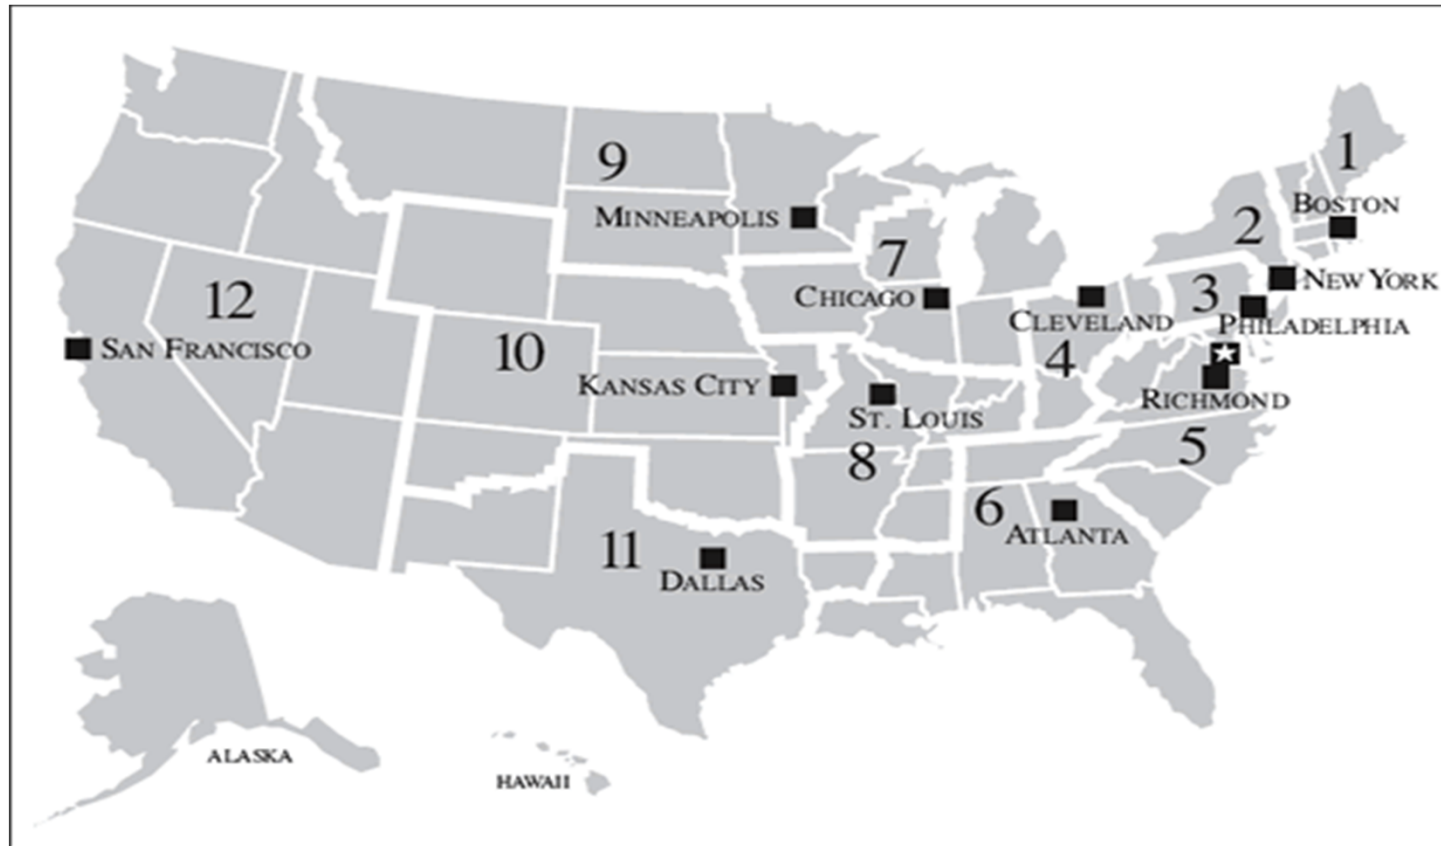 1
9
BOSTON
MINNEAPOLIS
2
7
12
3
NEW YORK
CHICAGO
CLEVELAND
PHILADELPHIA
SAN FRANCISCO
10
4
KANSAS CITY
RICHMOND
ST. LOUIS
5
8
6
ATLANTA
11
DALLAS
ALASKA
HAWAII